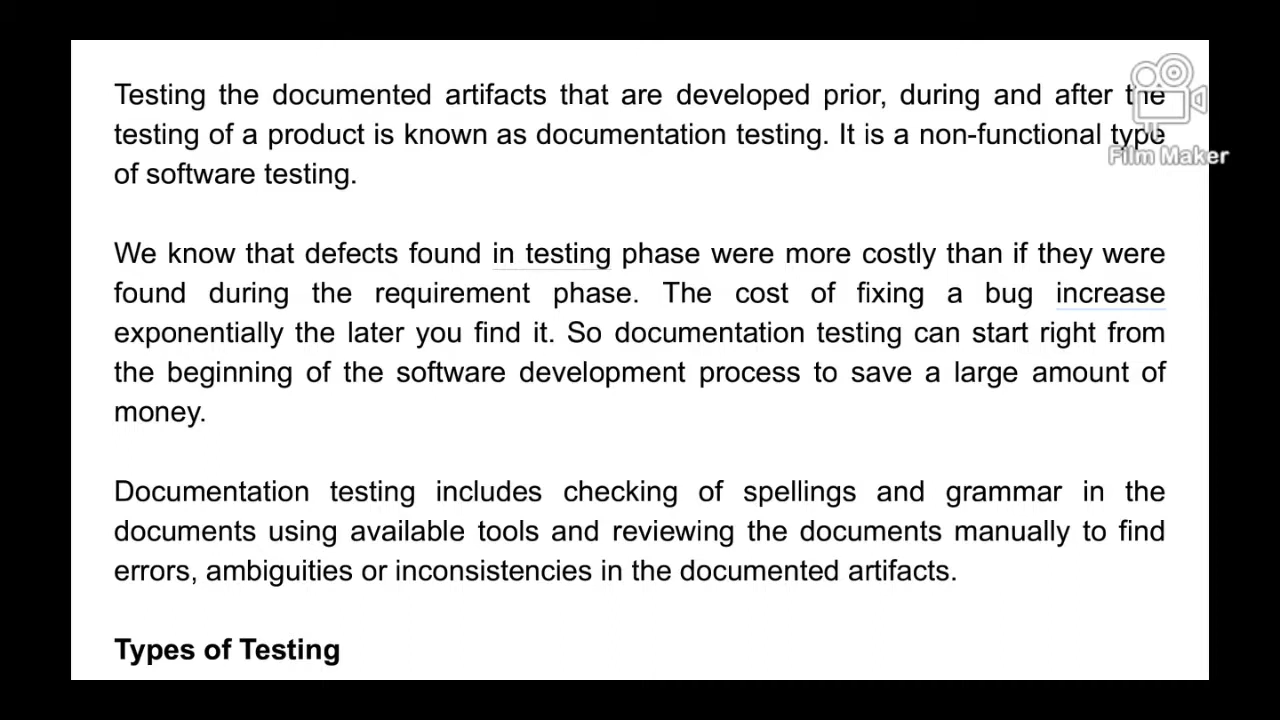 Testing the documented artifacts that are developed prior, during and after the
testing of a product is known as documentation testing. It is a non-functional type
of software testing.
We know that defects found in testing phase were more costly than if they were
found during the requirement phase. The cost of fixing a bug increase
exponentially the later you find it. So documentation testing can start right from
the beginning of the software development process to save a large amount of
money.
Documentation testing includes checking of spellings and grammar in the
documents using available tools and reviewing the documents manually to find
errors, ambiguities or inconsistencies in the documented artifacts.
Types of Testing
Film Maker